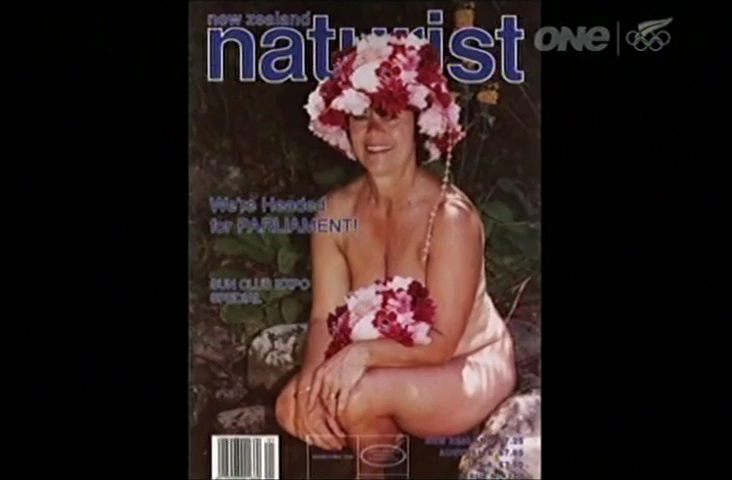 new zealand
ONE
naturist
We're Headed
for PARLIAMENT!
SUN CLUB EXPO
SPECIAL